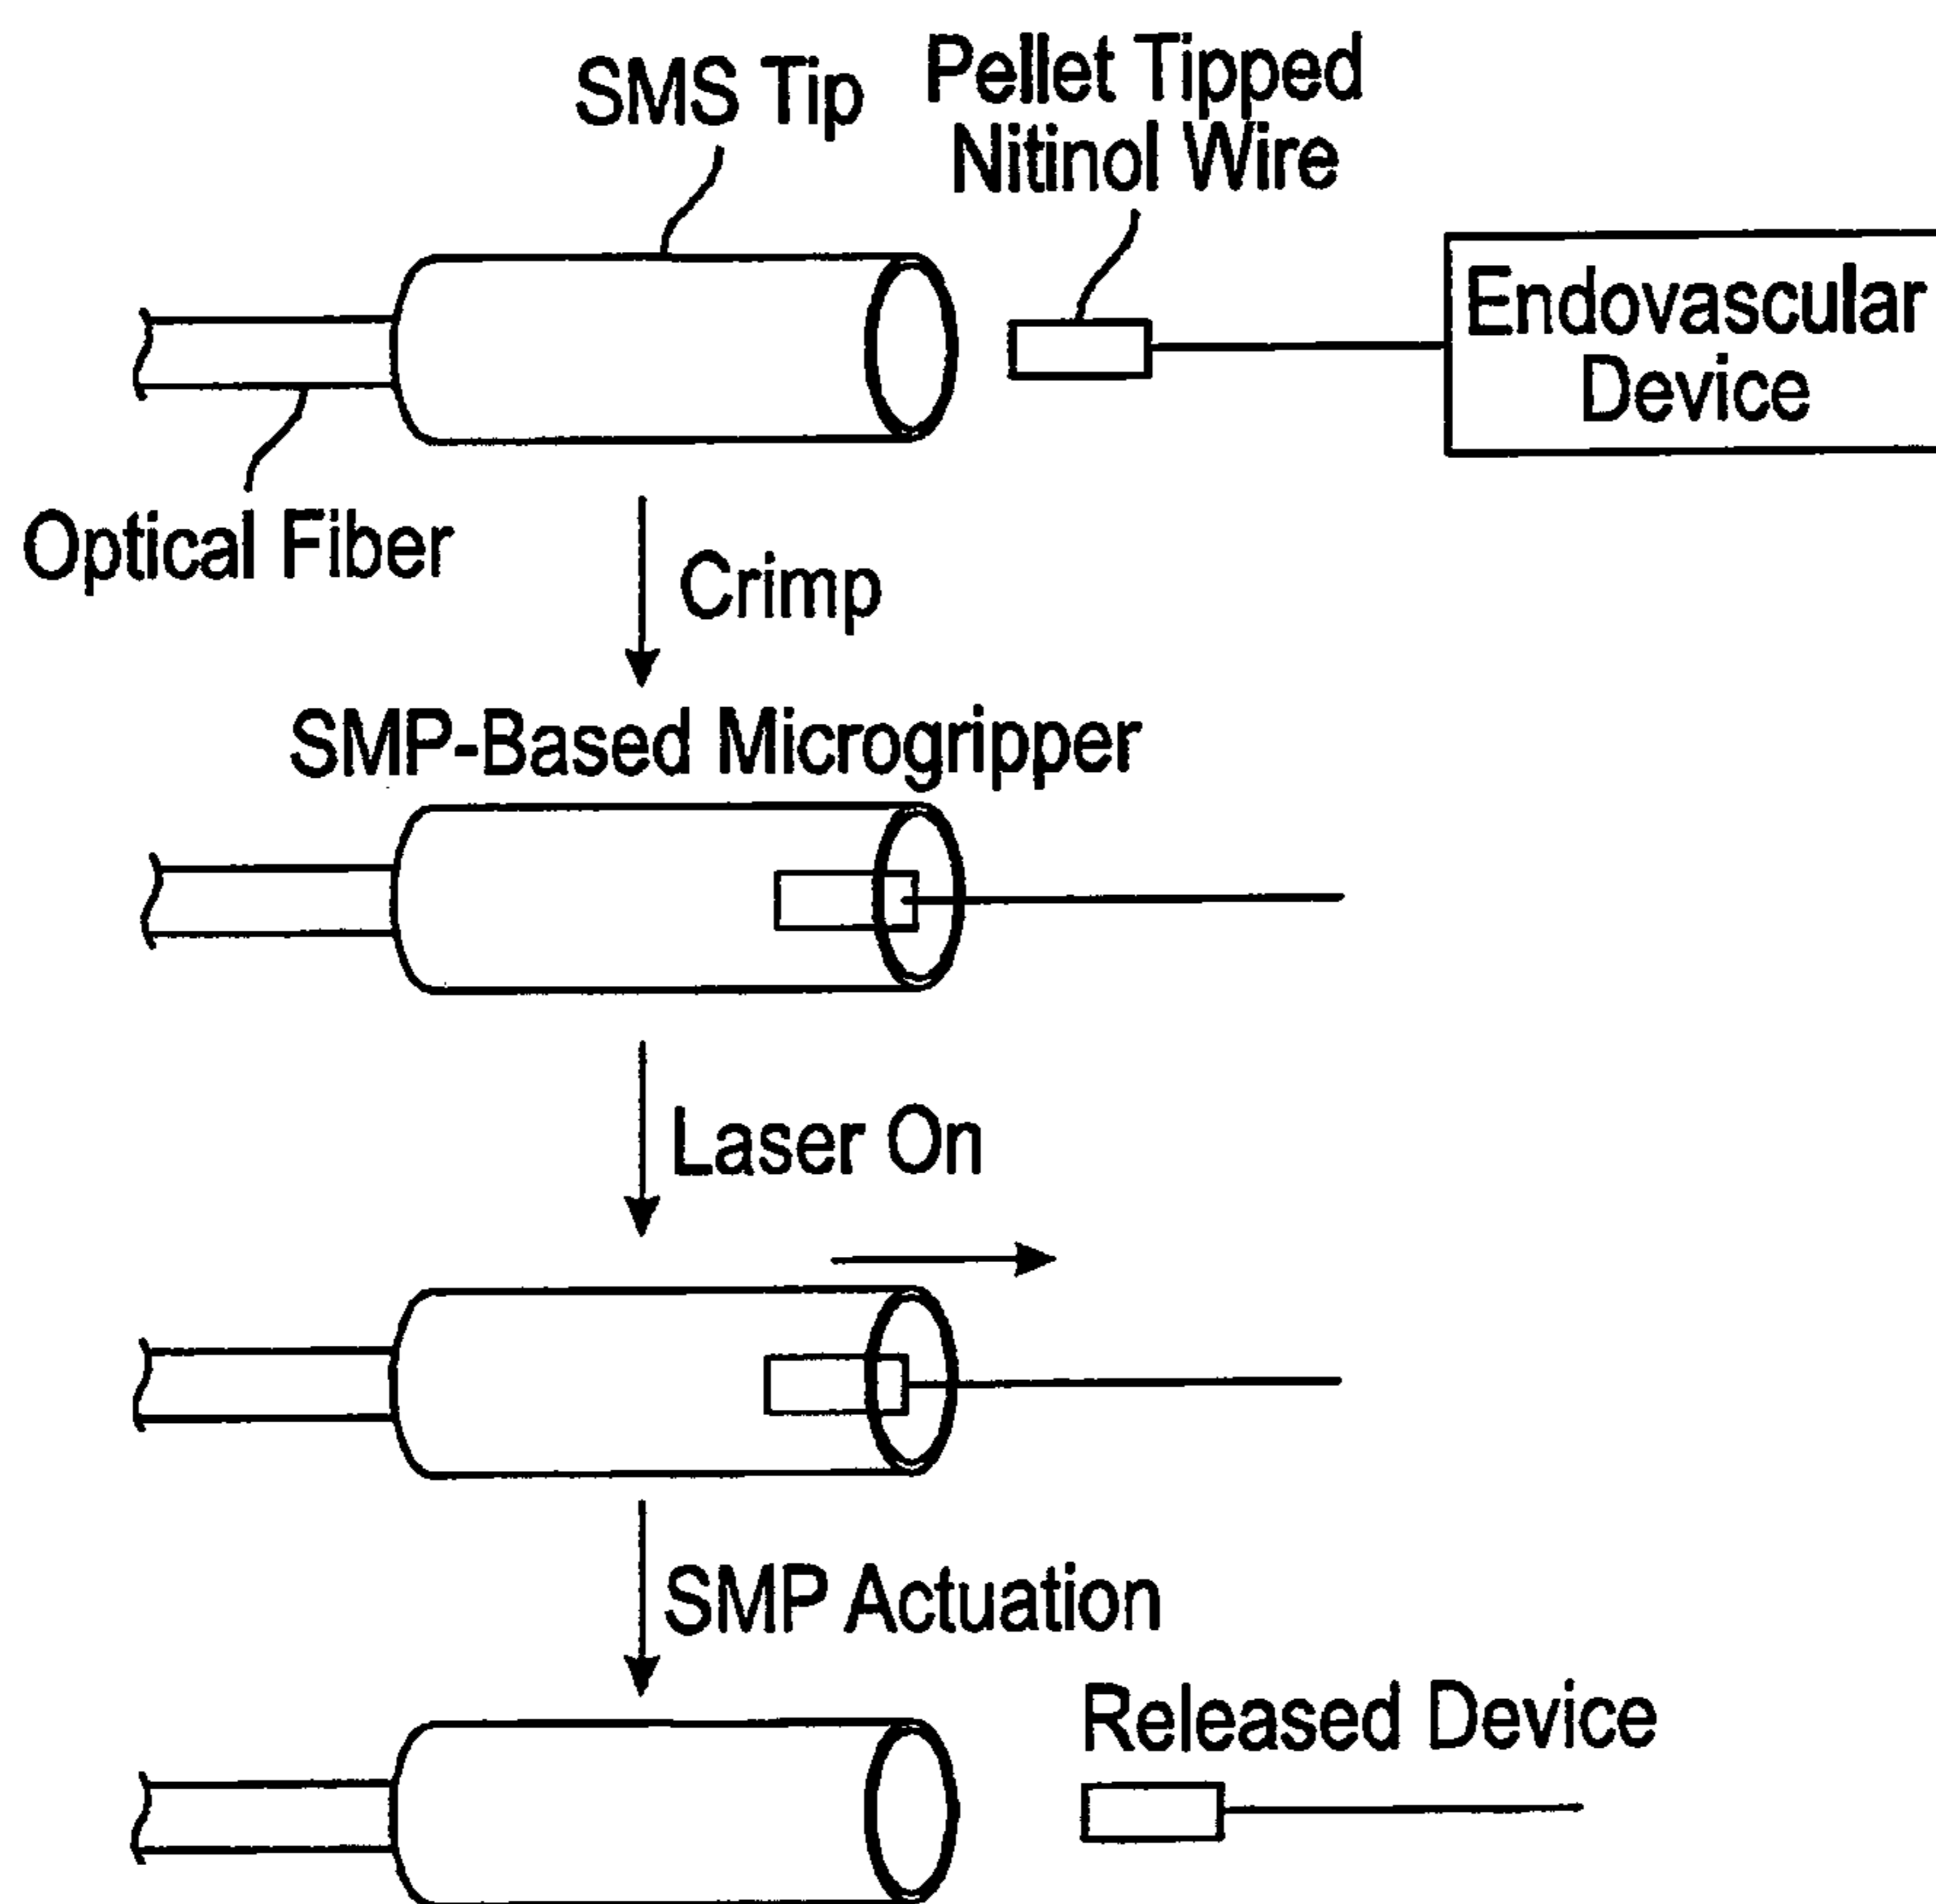 SMS Tip
Pellet Tipped
Nitinol Wire
Endovascular
Device
Optical Fiber
Crimp
SMP-Based Microgripper
Laser On
SMP Actuation
Released Device